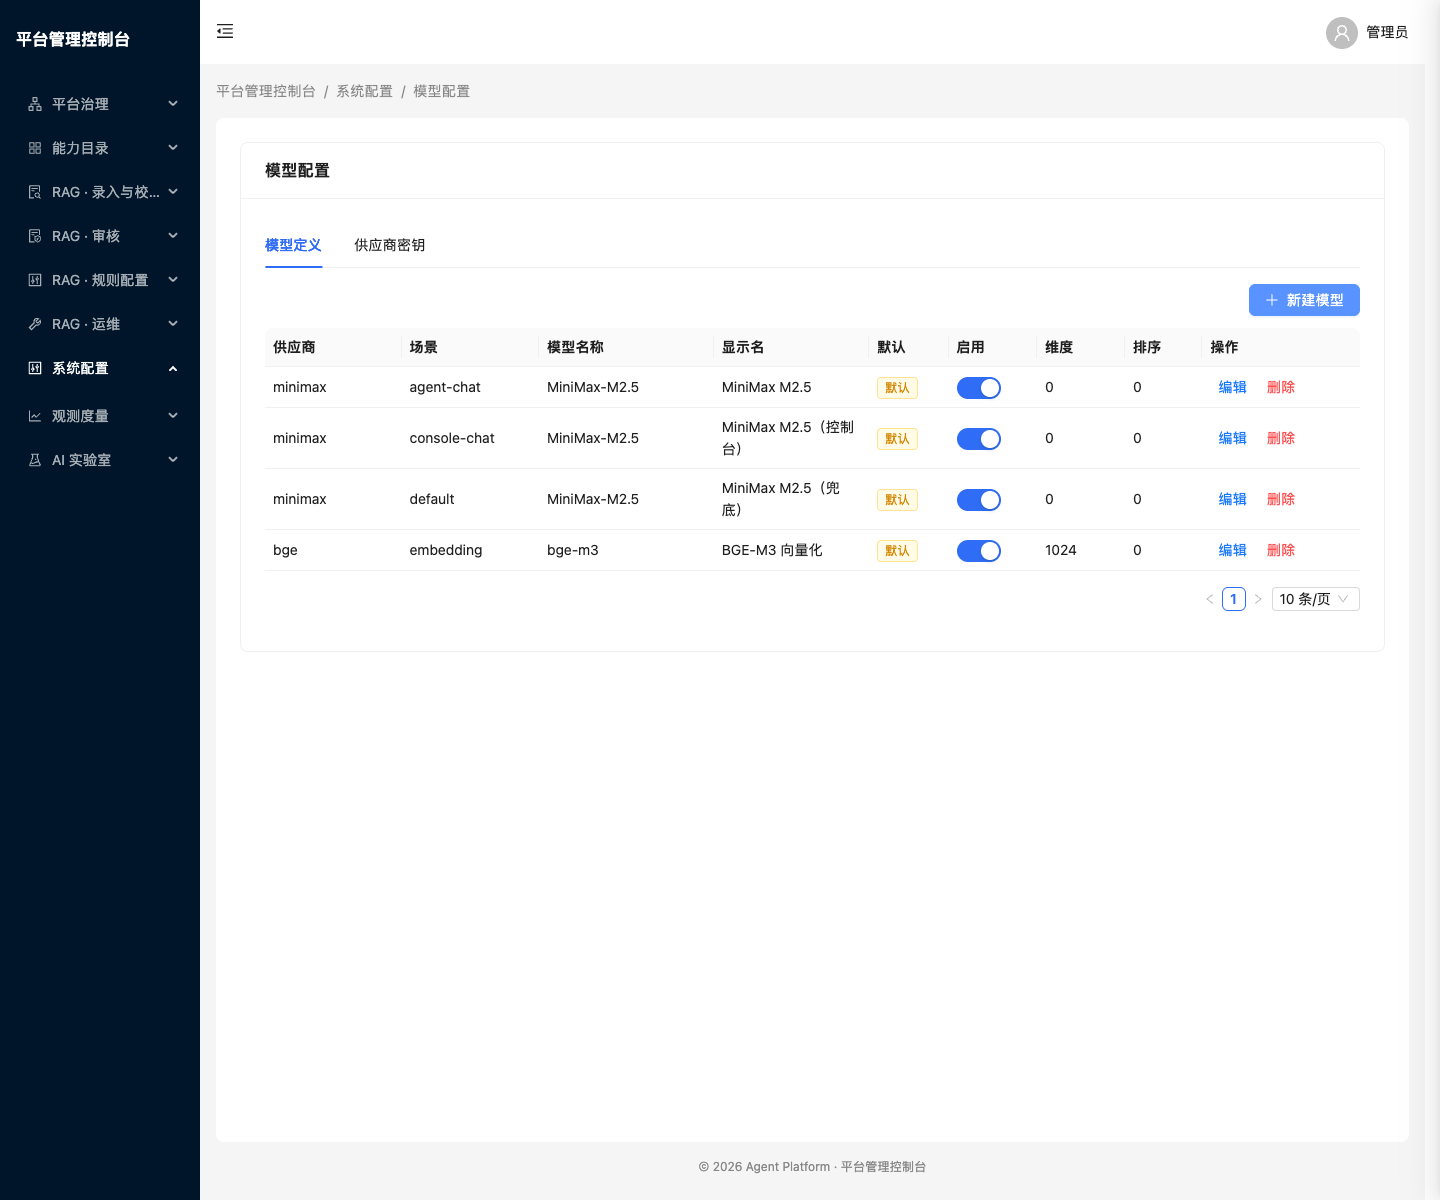 平台管理控制台
平台治理
能力目录
RAG · 录入与校...
RAG · 审核
RAG · 规则配置
RAG · 运维
系统配置
观测度量
AI 实验室
管理员
平台管理控制台 / 系统配置 / 模型配置
模型配置
模型定义 供应商密钥
新建模型
供应商 场景 模型名称 显示名 默认 启用 维度 排序 操作
minimax agent-chat MiniMax-M2.5 MiniMax M2.5 默认 0 0 编辑 删除
minimax console-chat MiniMax-M2.5 MiniMax M2.5（控制台） 默认 0 0 编辑 删除
minimax default MiniMax-M2.5 MiniMax M2.5（兜底） 默认 0 0 编辑 删除
bge embedding bge-m3 BGE-M3 向量化 默认 1024 0 编辑 删除
1 10 条/页
© 2026 Agent Platform · 平台管理控制台